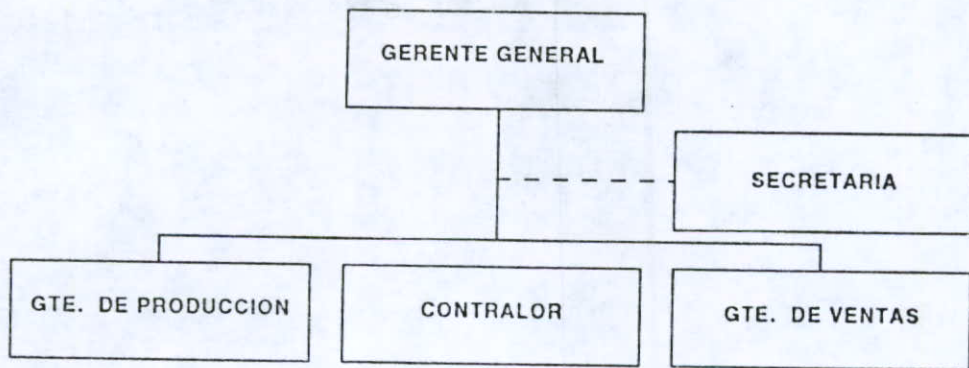 GERENTE GENERAL
SECRETARIA
GTE. DE PRODUCCION
CONTRALOR
GTE. DE VENTAS